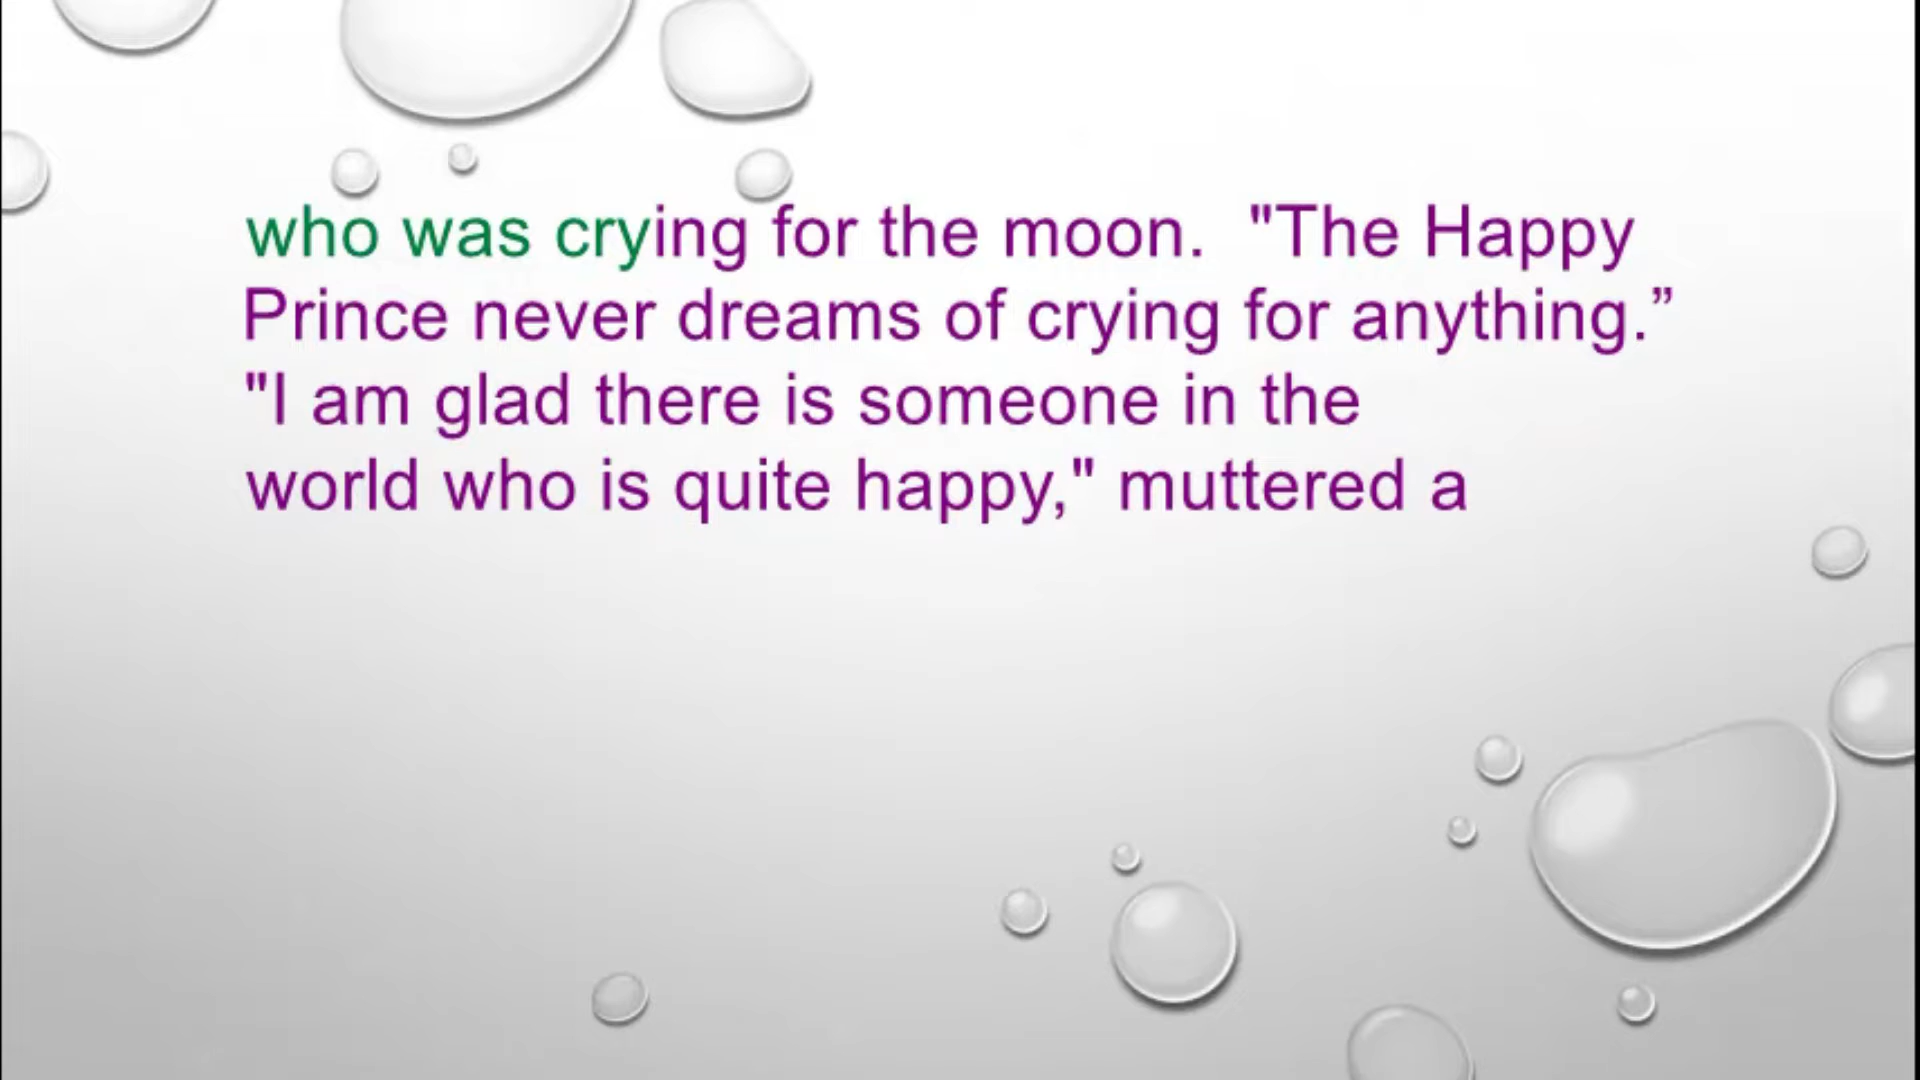 who was crying for the moon.  "The Happy
Prince never dreams of crying for anything.”
"I am glad there is someone in the
world who is quite happy," muttered a